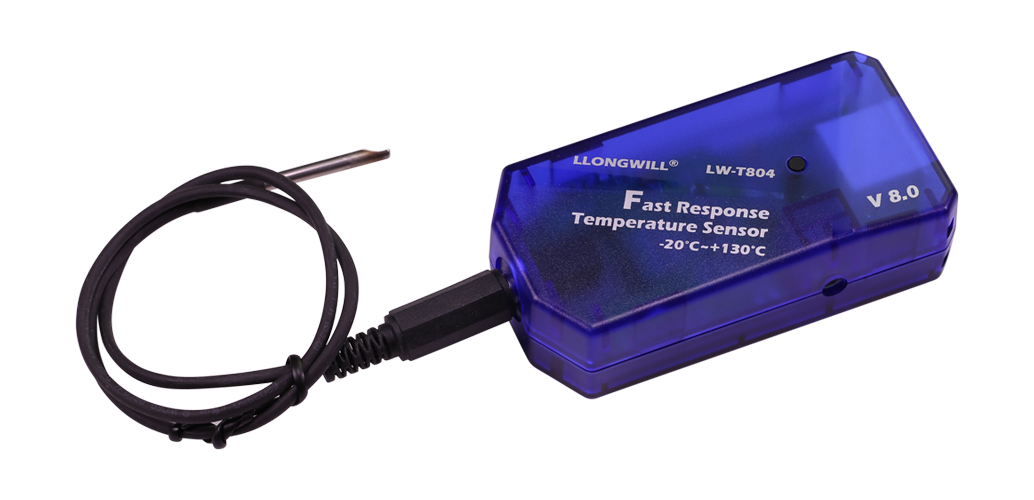 LLONGWILL® LW-T804
Fast Response
Temperature Sensor
-20°C~+130°C
V 8.0